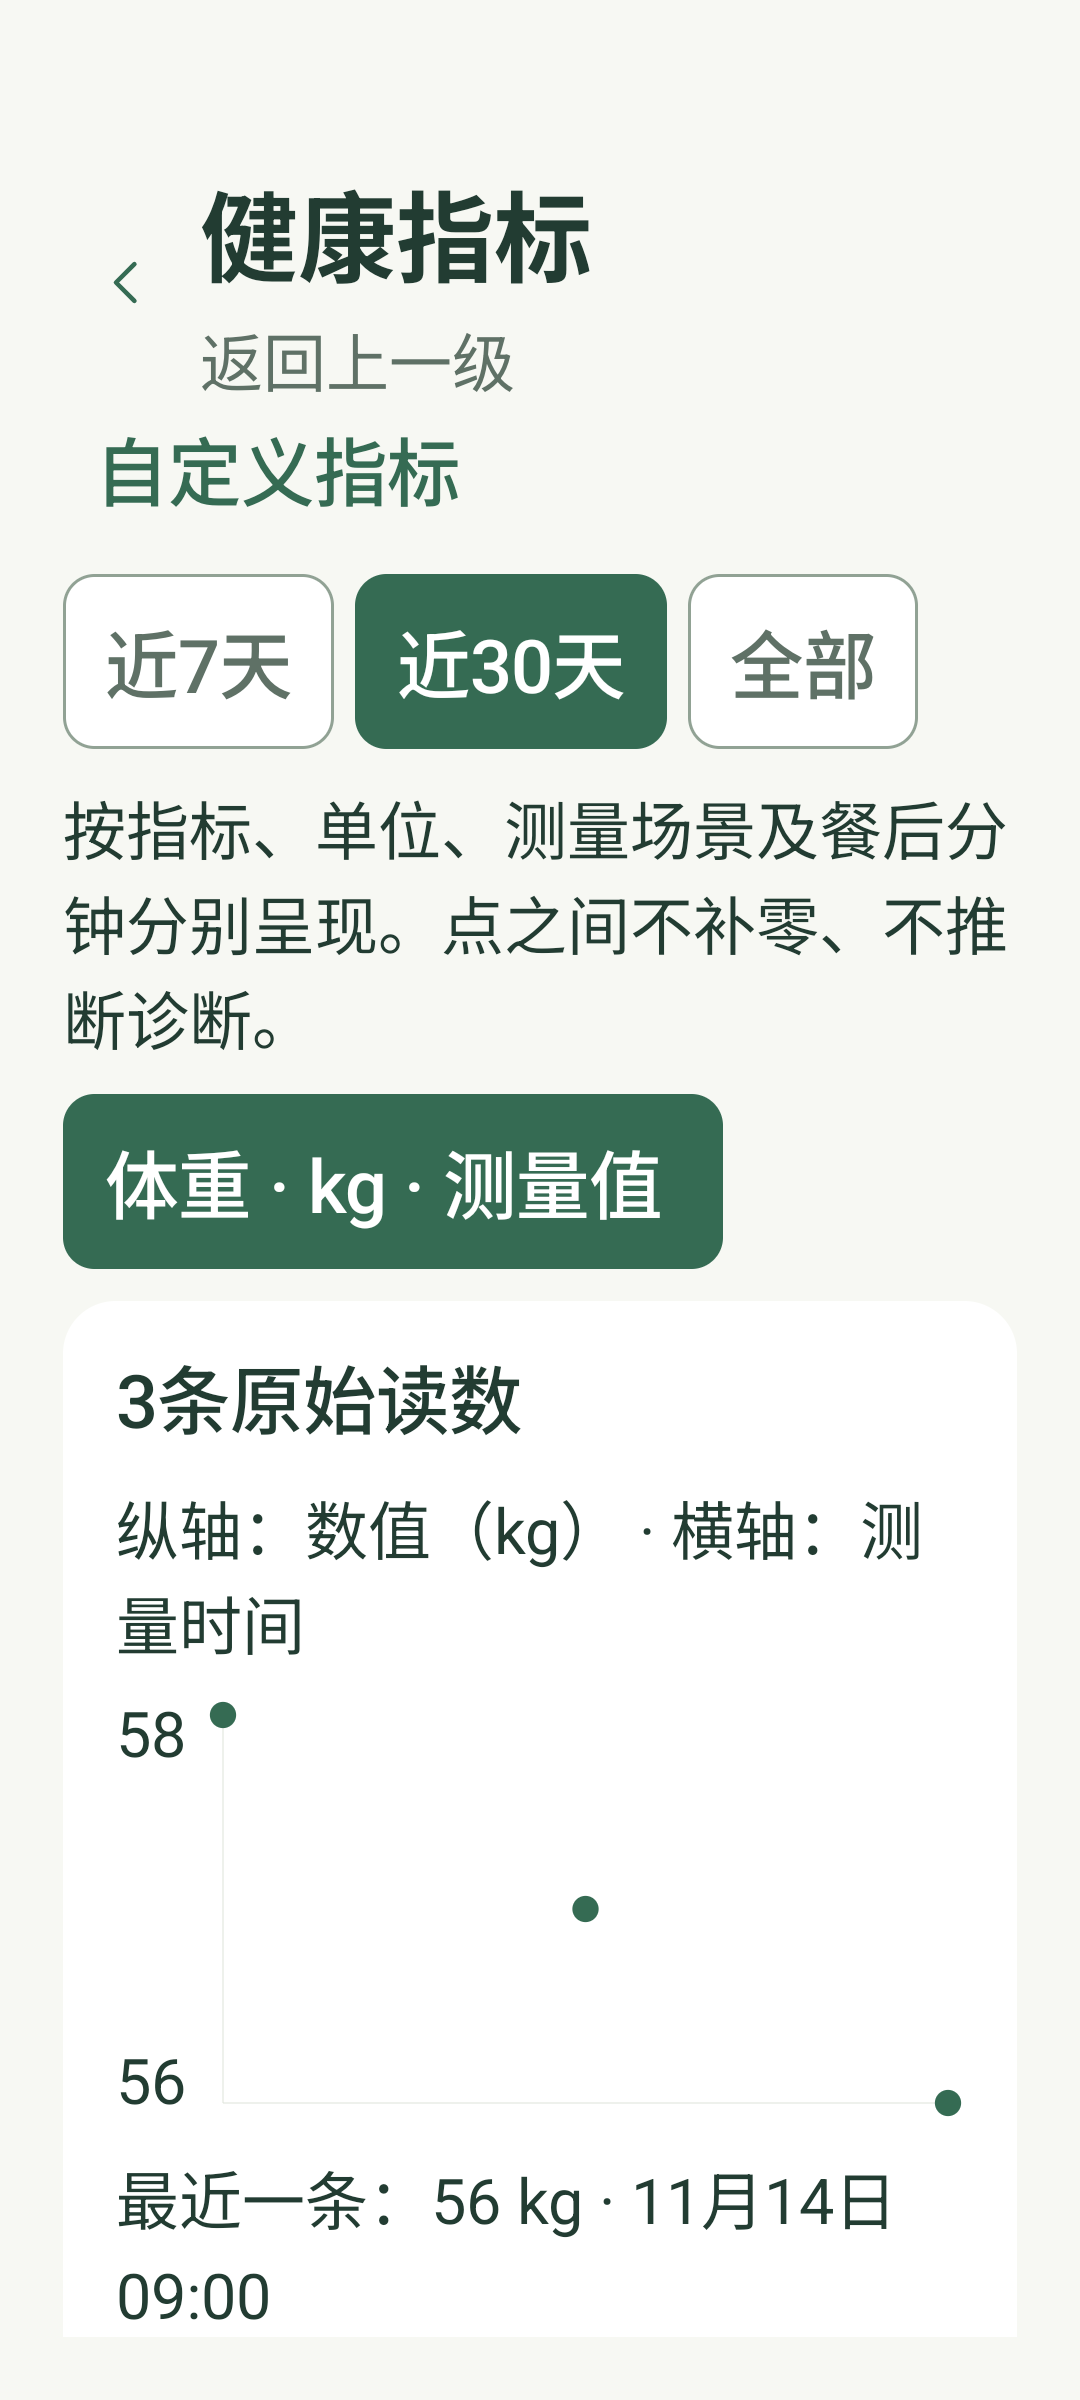 健康指标
返回上一级
自定义指标
近7天
近30天
全部
按指标、单位、测量场景及餐后分
钟分别呈现。点之间不补零、不推
断诊断。
体重 · kg · 测量值
3条原始读数
纵轴：数值（kg） · 横轴：测
量时间
58
56
最近一条：56 kg · 11月14日
09:00